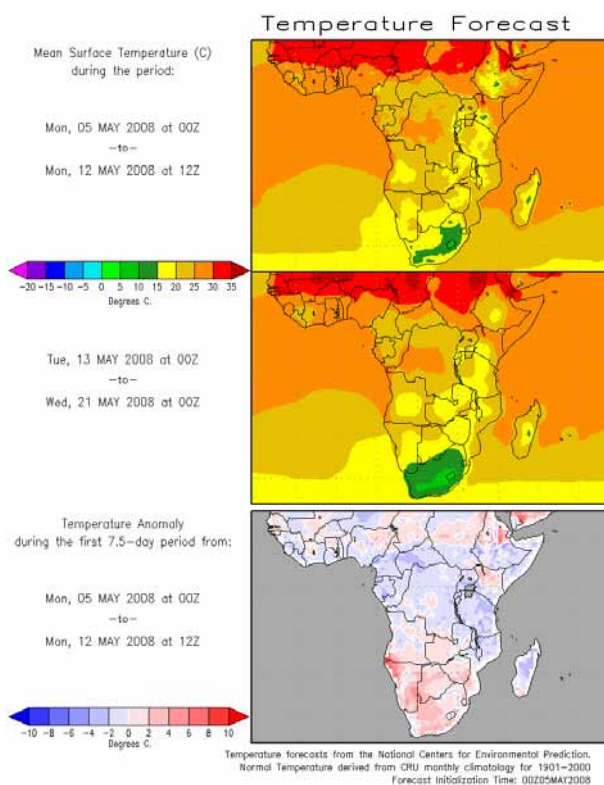 Temperature Forecast
Mean Surface Temperature (C)
during the period:
Mon, 05 MAY 2008 at 00Z
-to-
Mon, 12 MAY 2008 at 12Z
-20 -15 -10 -5 0 5 10 15 20 25 30 35
Degrees C.
Tue, 13 MAY 2008 at 00Z
-to-
Wed, 21 MAY 2008 at 00Z
Temperature Anomaly
during the first 7.5-day period from:
Mon, 05 MAY 2008 at 00Z
-to-
Mon, 12 MAY 2008 at 12Z
-10 -8 -6 -4 -2 0 2 4 6 8 10
Degrees C.
Temperature forecasts from the National Centers for Environmental Prediction.
Normal Temperature derived from CRU monthly climatology for 1901-2000
Forecast Initialization Time: 00Z05MAY2008